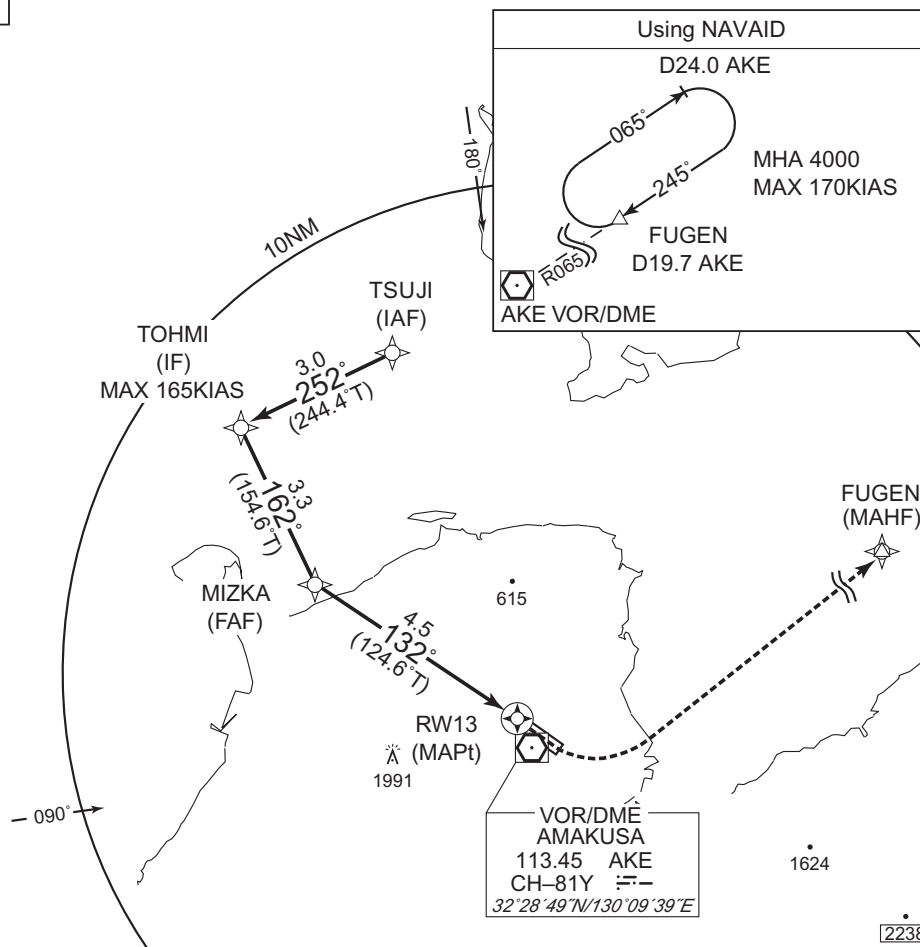 Using NAVAID
D24.0 AKE
065°
245°
MHA 4000
MAX 170KIAS
FUGEN
D19.7 AKE
R065
AKE VOR/DME
180°
10NM
TSUJI
(IAF)
TOHMI
(IF)
MAX 165KIAS
3.0
252°
(244.4°T)
3.3
162°
(154.6°T)
FUGEN
(MAHF)
MIZKA
(FAF)
615
4.5
132°
(124.6°T)
RW13
(MAPt)
1991
090°
VOR/DME
AMAKUSA
113.45 AKE
CH–81Y
32°28´49˝N/130°09´39˝E
1624
2238